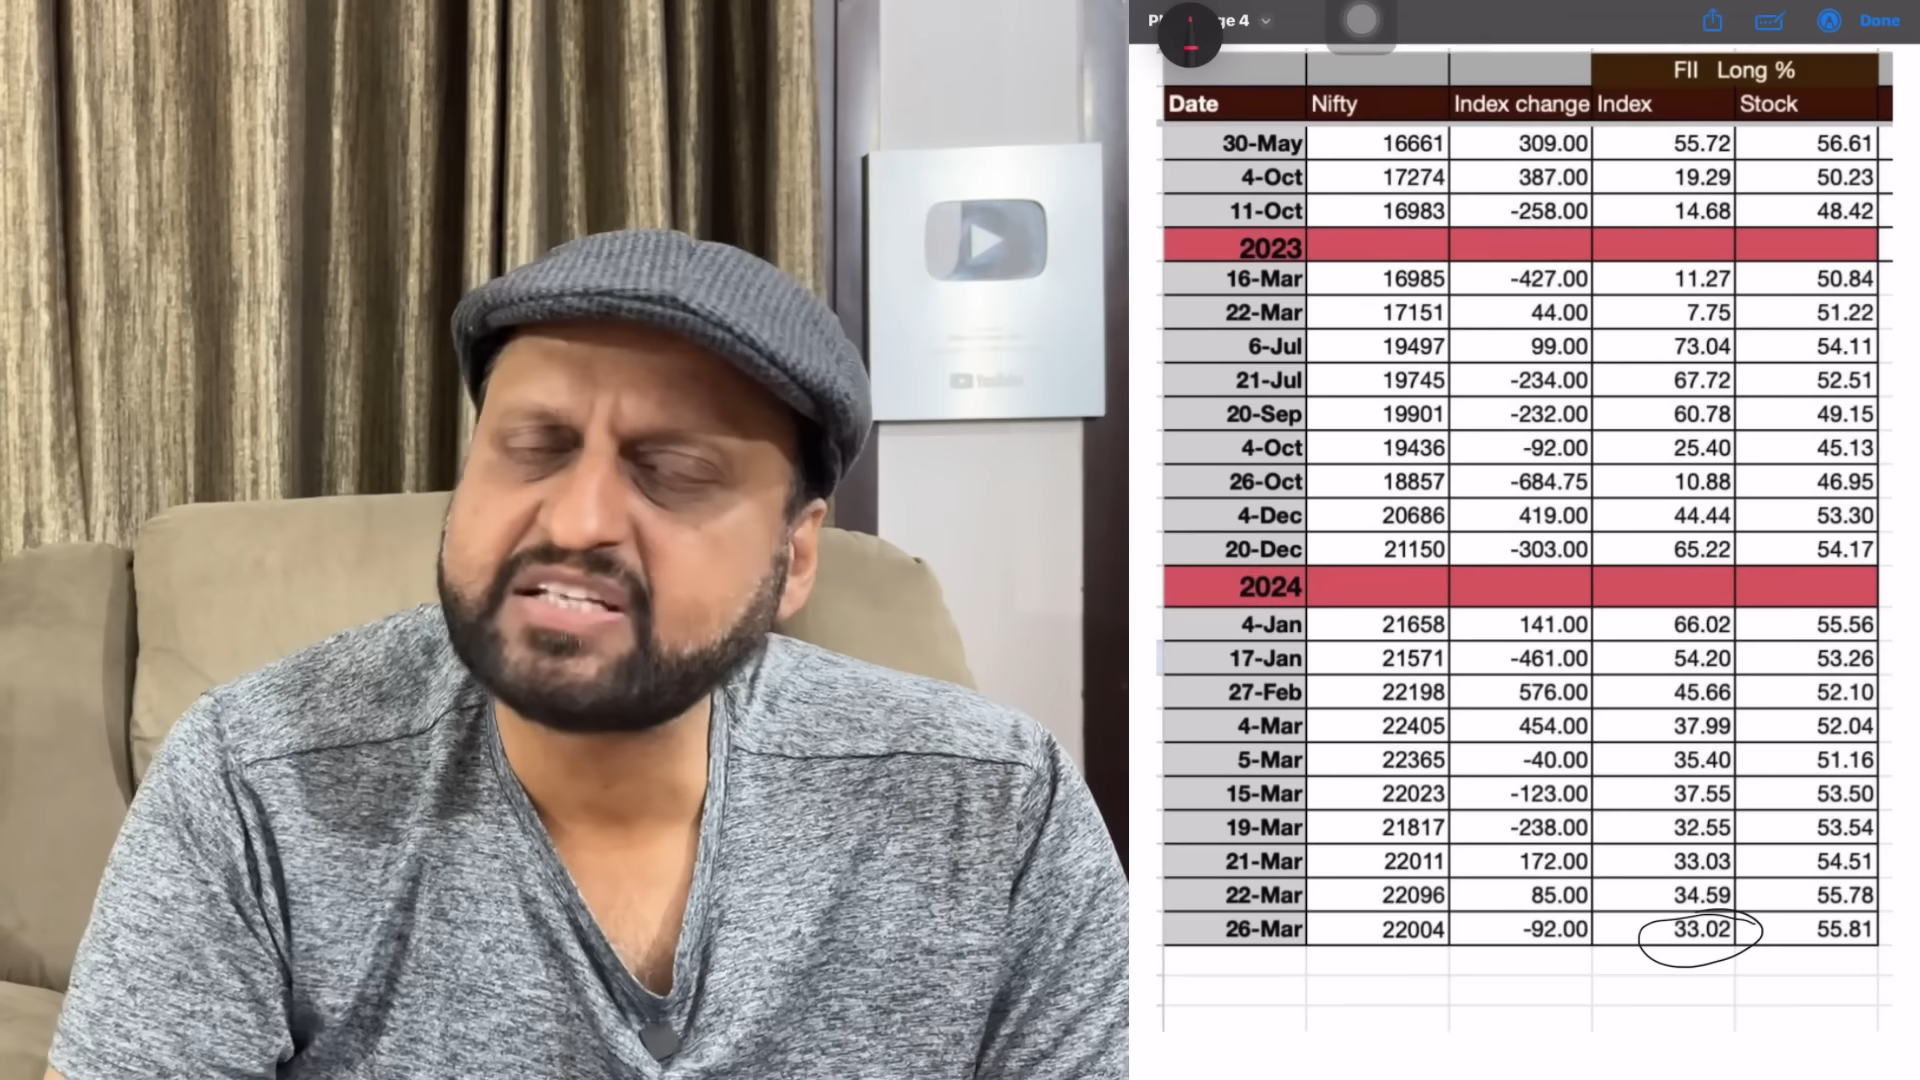 ge 4
Done
FII Long %
Date Nifty Index change Index Stock
30-May 16661 309.00 55.72 56.61
4-Oct 17274 387.00 19.29 50.23
11-Oct 16983 -258.00 14.68 48.42
2023
16-Mar 16985 -427.00 11.27 50.84
22-Mar 17151 44.00 7.75 51.22
6-Jul 19497 99.00 73.04 54.11
21-Jul 19745 -234.00 67.72 52.51
20-Sep 19901 -232.00 60.78 49.15
4-Oct 19436 -92.00 25.40 45.13
26-Oct 18857 -684.75 10.88 46.95
4-Dec 20686 419.00 44.44 53.30
20-Dec 21150 -303.00 65.22 54.17
2024
4-Jan 21658 141.00 66.02 55.56
17-Jan 21571 -461.00 54.20 53.26
27-Feb 22198 576.00 45.66 52.10
4-Mar 22405 454.00 37.99 52.04
5-Mar 22365 -40.00 35.40 51.16
15-Mar 22023 -123.00 37.55 53.50
19-Mar 21817 -238.00 32.55 53.54
21-Mar 22011 172.00 33.03 54.51
22-Mar 22096 85.00 34.59 55.78
26-Mar 22004 -92.00 33.02 55.81
YouTube